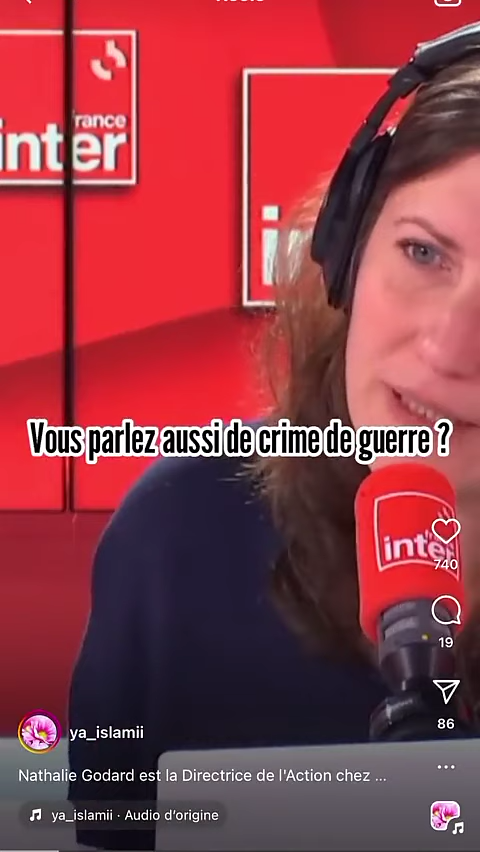 france
inter
Vous parlez aussi de crime de guerre ?
inter
740
19
86
ya_islamii
Nathalie Godard est la Directrice de l'Action chez ...
ya_islamii · Audio d'origine